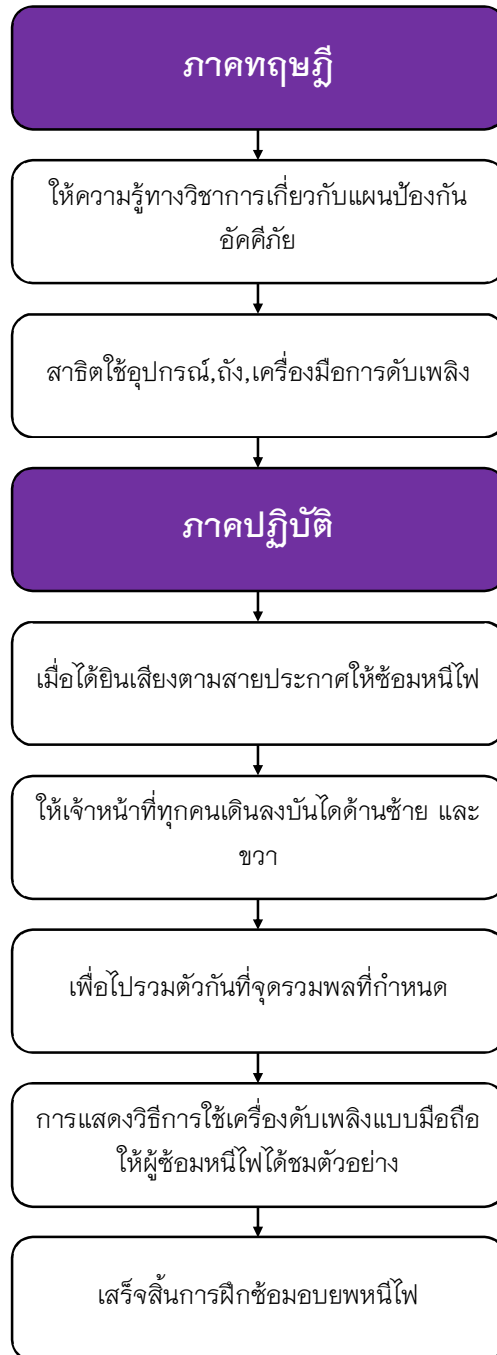 ภาคทฤษฎี
ให้ความรู้ทางวิชาการเกี่ยวกับแผนป้องกัน
อัคคีภัย
สาธิตใช้อุปกรณ์,ถัง,เครื่องมือการดับเพลิง
ภาคปฏิบัติ
เมื่อได้ยินเสียงตามสายประกาศให้ซ้อมหนีไฟ
ให้เจ้าหน้าที่ทุกคนเดินลงบันไดด้านซ้าย และ
ขวา
เพื่อไปรวมตัวกันที่จุดรวมพลที่กำหนด
การแสดงวิธีการใช้เครื่องดับเพลิงแบบมือถือ
ให้ผู้ซ้อมหนีไฟได้ชมตัวอย่าง
เสร็จสิ้นการฝึกซ้อมอบยพหนีไฟ